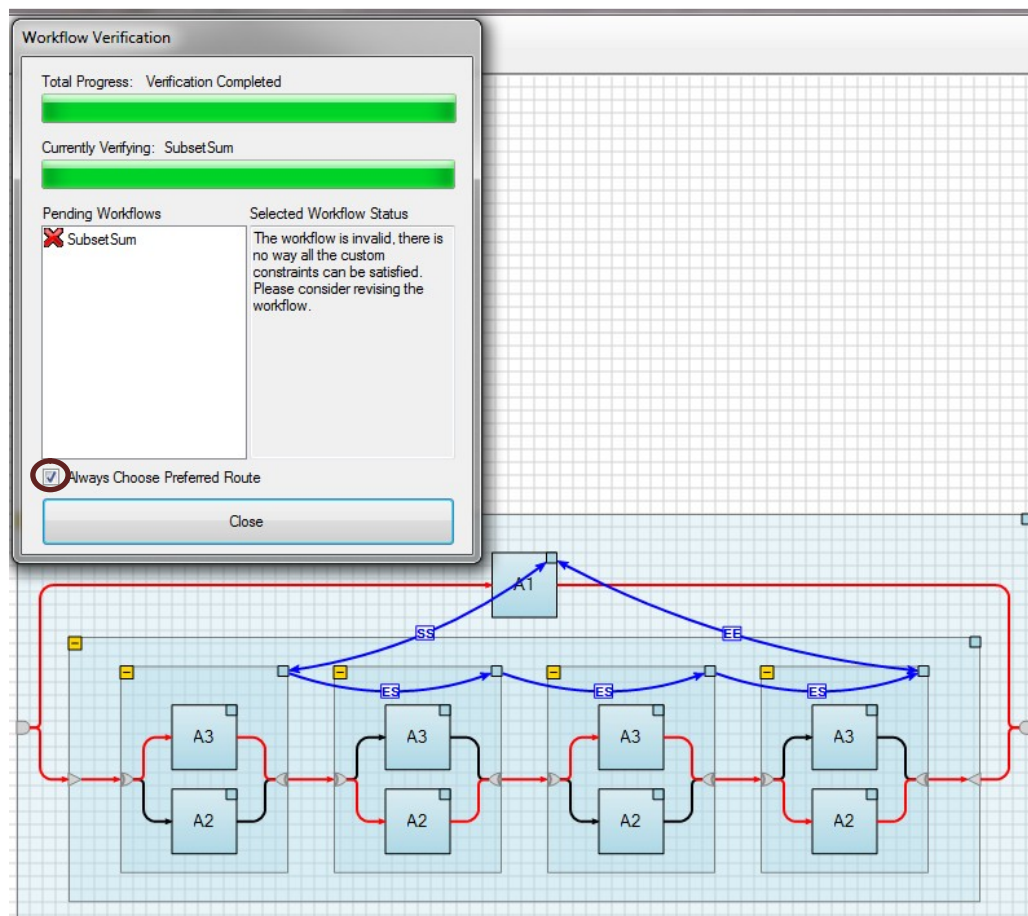 Workflow Verification
Total Progress: Verification Completed
Currently Verifying: SubsetSum
Pending Workflows
Selected Workflow Status
SubsetSum
The workflow is invalid, there is
no way all the custom
constraints can be satisfied.
Please consider revising the
workflow.
Always Choose Preferred Route
Close
A1
SS
EE
ES
ES
ES
A3
A3
A3
A3
A2
A2
A2
A2